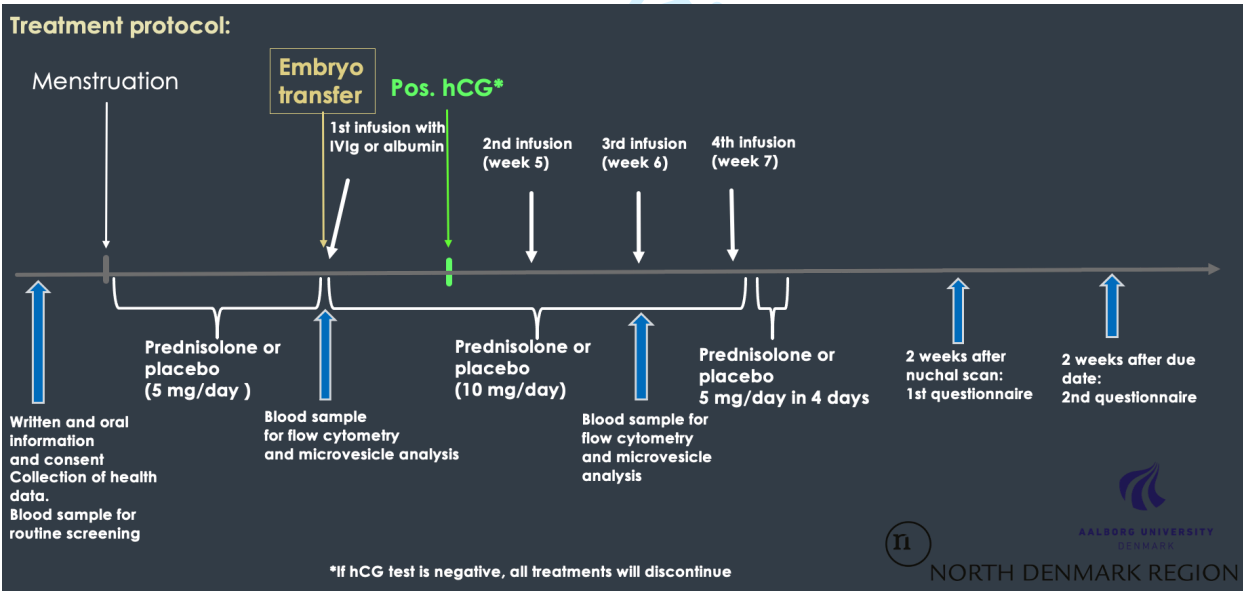 Treatment protocol:
Menstruation
Embryo
transfer
Pos. hCG*
1st infusion with
IVIg or albumin
2nd infusion
(week 5)
3rd infusion
(week 6)
4th infusion
(week 7)
Prednisolone or
placebo
(5 mg/day )
Prednisolone or
placebo
(10 mg/day)
Prednisolone or
placebo
5 mg/day in 4 days
2 weeks after
nuchal scan:
1st questionnaire
2 weeks after due
date:
2nd questionnaire
Written and oral
information
and consent
Collection of health
data.
Blood sample for
routine screening
Blood sample
for flow cytometry
and microvesicle analysis
Blood sample for
flow cytometry
and microvesicle
analysis
*If hCG test is negative, all treatments will discontinue
AALBORG UNIVERSITY
DENMARK
n
NORTH DENMARK REGION